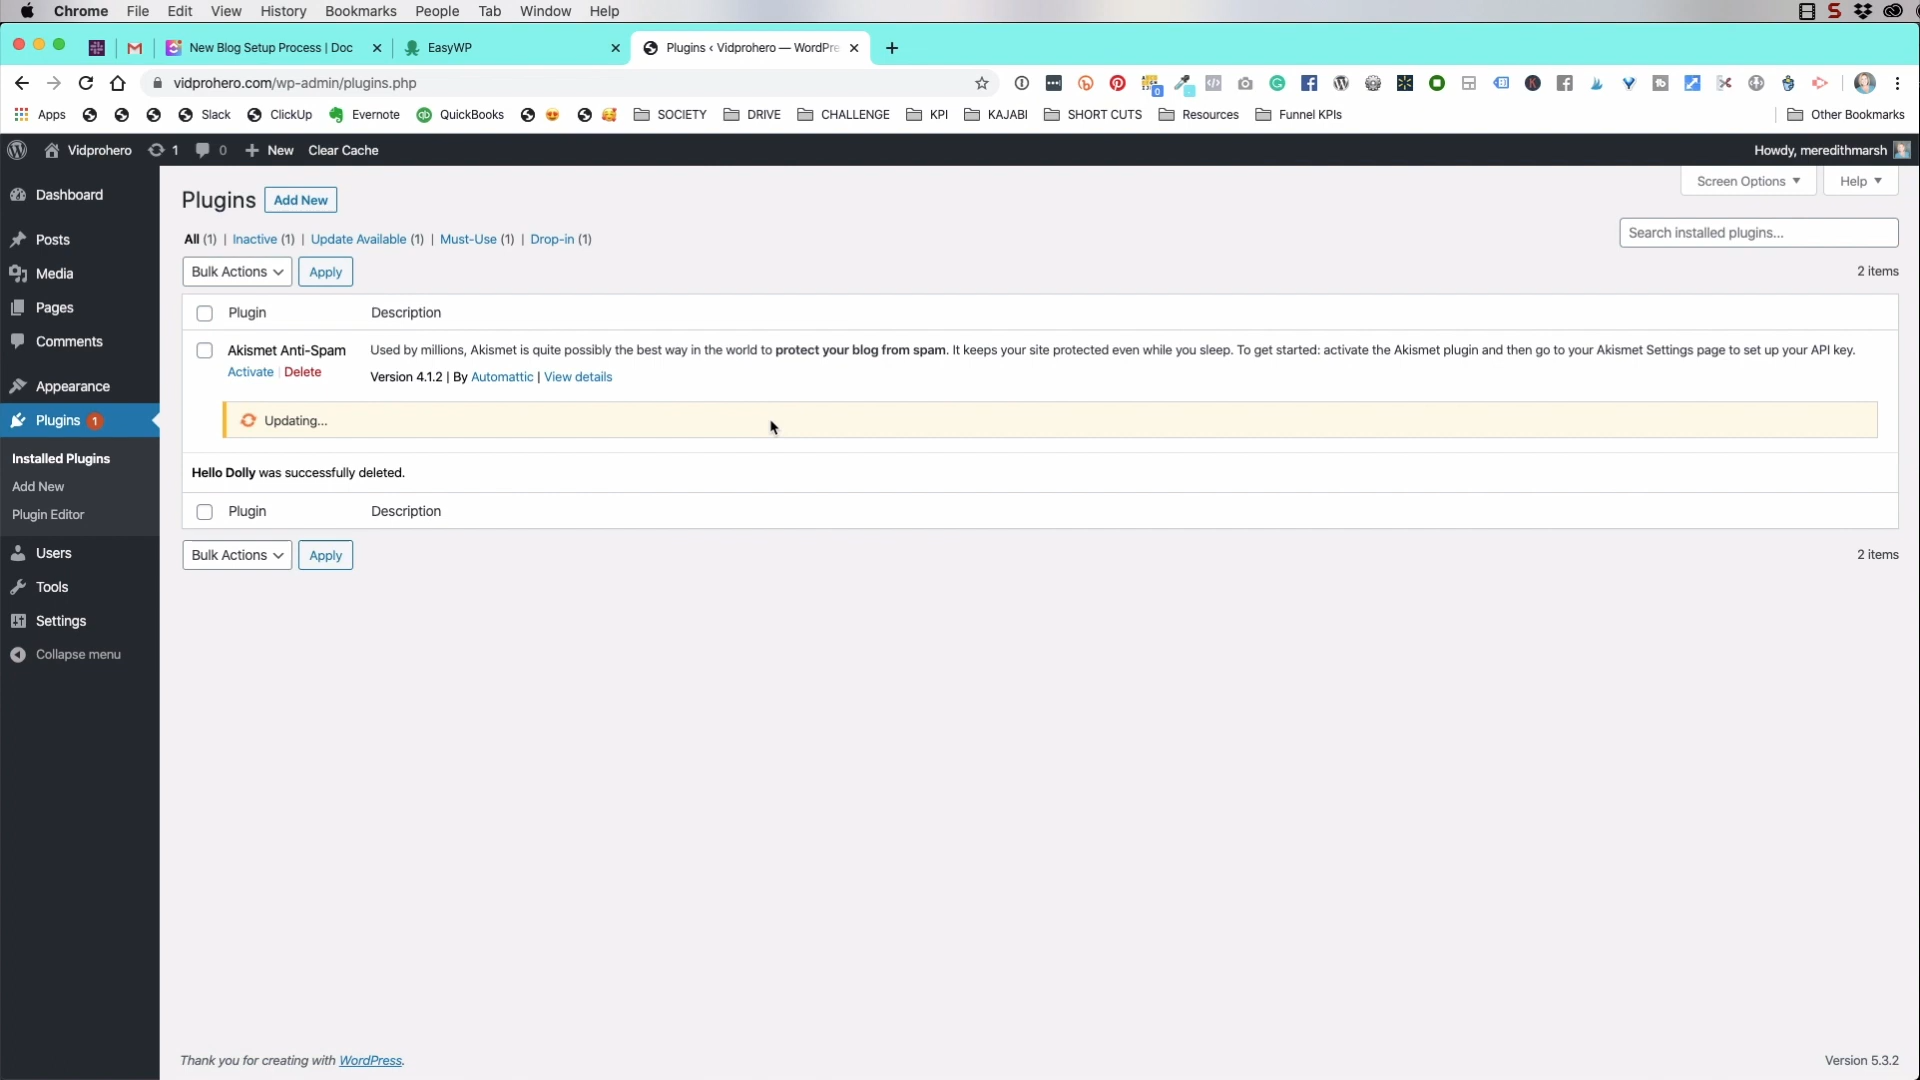 Chrome File Edit View History Bookmarks People Tab Window Help
New Blog Setup Process | Doc
EasyWP
Plugins ‹ Vidprohero — WordPre
vidprohero.com/wp-admin/plugins.php
Apps Slack ClickUp Evernote QuickBooks SOCIETY DRIVE CHALLENGE KPI KAJABI SHORT CUTS Resources Funnel KPIs Other Bookmarks
Vidprohero 1 0 New Clear Cache Howdy, meredithmarsh
Dashboard
Posts
Media
Pages
Comments
Appearance
Plugins 1
Installed Plugins
Add New
Plugin Editor
Users
Tools
Settings
Collapse menu
Screen Options Help
Plugins Add New
All (1) | Inactive (1) | Update Available (1) | Must-Use (1) | Drop-in (1)
Search installed plugins...
Bulk Actions Apply
2 items
Plugin Description
Akismet Anti-Spam Used by millions, Akismet is quite possibly the best way in the world to protect your blog from spam. It keeps your site protected even while you sleep. To get started: activate the Akismet plugin and then go to your Akismet Settings page to set up your API key.
Activate | Delete Version 4.1.2 | By Automattic | View details
Updating...
Hello Dolly was successfully deleted.
Plugin Description
Bulk Actions Apply
2 items
Thank you for creating with WordPress. Version 5.3.2